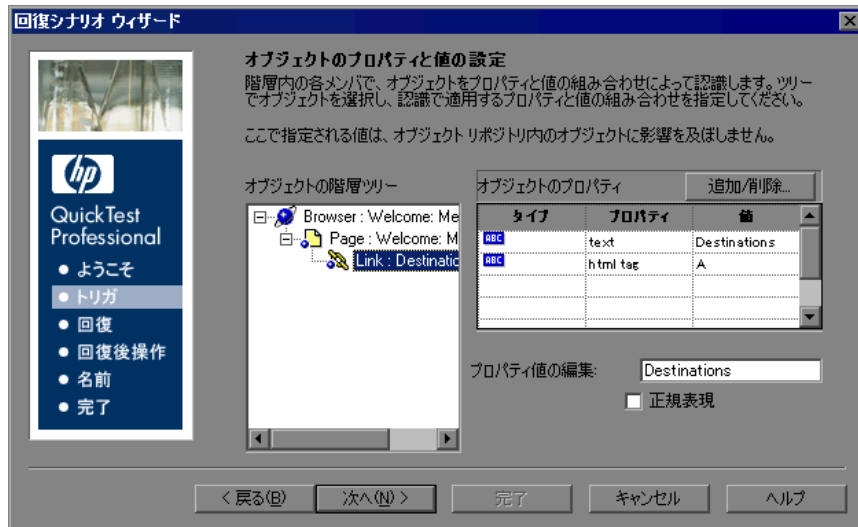 回復シナリオ ウィザード
オブジェクトのプロパティと値の設定
階層内の各メンバで、オブジェクトをプロパティと値の組み合わせによって認識します。ツリー
でオブジェクトを選択し、認識で適用するプロパティと値の組み合わせを指定してください。
ここで指定される値は、オブジェクト リポジトリ内のオブジェクトに影響を及ぼしません。
hp
QuickTest
Professional
ようこそ
トリガ
回復
回復後操作
名前
完了
オブジェクトの階層ツリー
Browser : Welcome: Me
Page : Welcome: M
Link : Destinatio
オブジェクトのプロパティ
追加/削除...
タイプ プロパティ 値
ABC text Destinations
ABC html tag A
プロパティ値の編集: Destinations
正規表現
< 戻る(B)
次へ(N) >
完了
キャンセル
ヘルプ